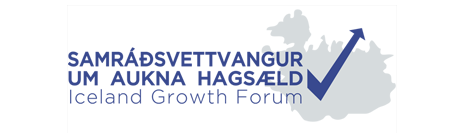 SAMRÁÐSVETTVANGUR
UM AUKNA HAGSÆLD
Iceland Growth Forum